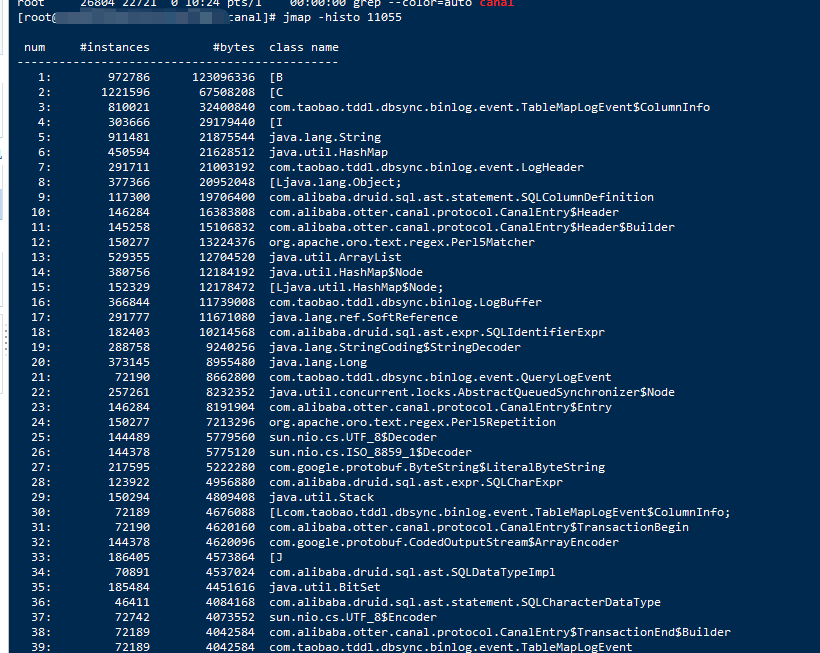 root 26804 22721 0 10:24 pts/1 00:00:00 grep --color=auto canal
[root@ canal]# jmap -histo 11055
num #instances #bytes class name
----------------------------------------------
1: 972786 123096336 [B
2: 1221596 67508208 [C
3: 810021 32400840 com.taobao.tddl.dbsync.binlog.event.TableMapLogEvent$ColumnInfo
4: 303666 29179440 [I
5: 911481 21875544 java.lang.String
6: 450594 21628512 java.util.HashMap
7: 291711 21003192 com.taobao.tddl.dbsync.binlog.event.LogHeader
8: 377366 20952048 [Ljava.lang.Object;
9: 117300 19706400 com.alibaba.druid.sql.ast.statement.SQLColumnDefinition
10: 146284 16383808 com.alibaba.otter.canal.protocol.CanalEntry$Header
11: 145258 15106832 com.alibaba.otter.canal.protocol.CanalEntry$Header$Builder
12: 150277 13224376 org.apache.oro.text.regex.Perl5Matcher
13: 529355 12704520 java.util.ArrayList
14: 380756 12184192 java.util.HashMap$Node
15: 152329 12178472 [Ljava.util.HashMap$Node;
16: 366844 11739008 com.taobao.tddl.dbsync.binlog.LogBuffer
17: 291777 11671080 java.lang.ref.SoftReference
18: 182403 10214568 com.alibaba.druid.sql.ast.expr.SQLIdentifierExpr
19: 288758 9240256 java.lang.StringCoding$StringDecoder
20: 373145 8955480 java.lang.Long
21: 72190 8662800 com.taobao.tddl.dbsync.binlog.event.QueryLogEvent
22: 257261 8232352 java.util.concurrent.locks.AbstractQueuedSynchronizer$Node
23: 146284 8191904 com.alibaba.otter.canal.protocol.CanalEntry$Entry
24: 150277 7213296 org.apache.oro.text.regex.Perl5Repetition
25: 144489 5779560 sun.nio.cs.UTF_8$Decoder
26: 144378 5775120 sun.nio.cs.ISO_8859_1$Decoder
27: 217595 5222280 com.google.protobuf.ByteString$LiteralByteString
28: 123922 4956880 com.alibaba.druid.sql.ast.expr.SQLCharExpr
29: 150294 4809408 java.util.Stack
30: 72189 4676088 [Lcom.taobao.tddl.dbsync.binlog.event.TableMapLogEvent$ColumnInfo;
31: 72190 4620160 com.alibaba.otter.canal.protocol.CanalEntry$TransactionBegin
32: 144378 4620096 com.google.protobuf.CodedOutputStream$ArrayEncoder
33: 186405 4573864 [J
34: 70891 4537024 com.alibaba.druid.sql.ast.SQLDataTypeImpl
35: 185484 4451616 java.util.BitSet
36: 46411 4084168 com.alibaba.druid.sql.ast.statement.SQLCharacterDataType
37: 72742 4073552 sun.nio.cs.UTF_8$Encoder
38: 72189 4042584 com.alibaba.otter.canal.protocol.CanalEntry$TransactionEnd$Builder
39: 72189 4042584 com.taobao.tddl.dbsync.binlog.event.TableMapLogEvent